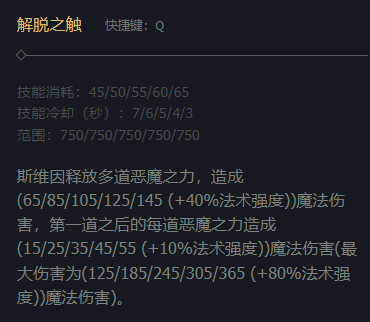 解脱之触 快捷键：Q
技能消耗：45/50/55/60/65
技能冷却（秒）：7/6/5/4/3
范围：750/750/750/750/750
斯维因释放多道恶魔之力，造成
(65/85/105/125/145 (+40%法术强度))魔法伤
害，第一道之后的每道恶魔之力造成
(15/25/35/45/55 (+10%法术强度))魔法伤害(最
大伤害为(125/185/245/305/365 (+80%法术强
度))魔法伤害)。